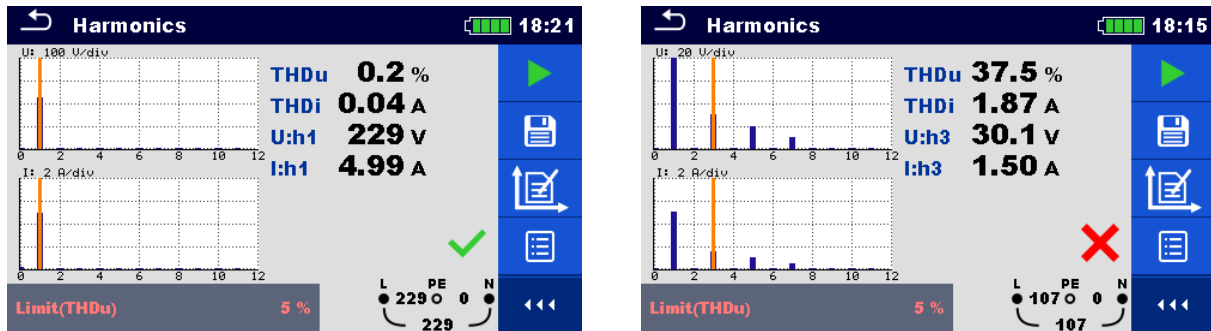 Harmonics 18:21
U: 100 V/div
THDu 0.2 %
THDi 0.04 A
U:h1 229 V
I:h1 4.99 A
0 2 4 6 8 10 12
I: 2 A/div
0 2 4 6 8 10 12
Limit(THDu) 5 %
L PE N
229 0
229
Harmonics 18:15
U: 20 V/div
THDu 37.5 %
THDi 1.87 A
U:h3 30.1 V
I:h3 1.50 A
0 2 4 6 8 10 12
I: 2 A/div
0 2 4 6 8 10 12
Limit(THDu) 5 %
L PE N
107 0
107